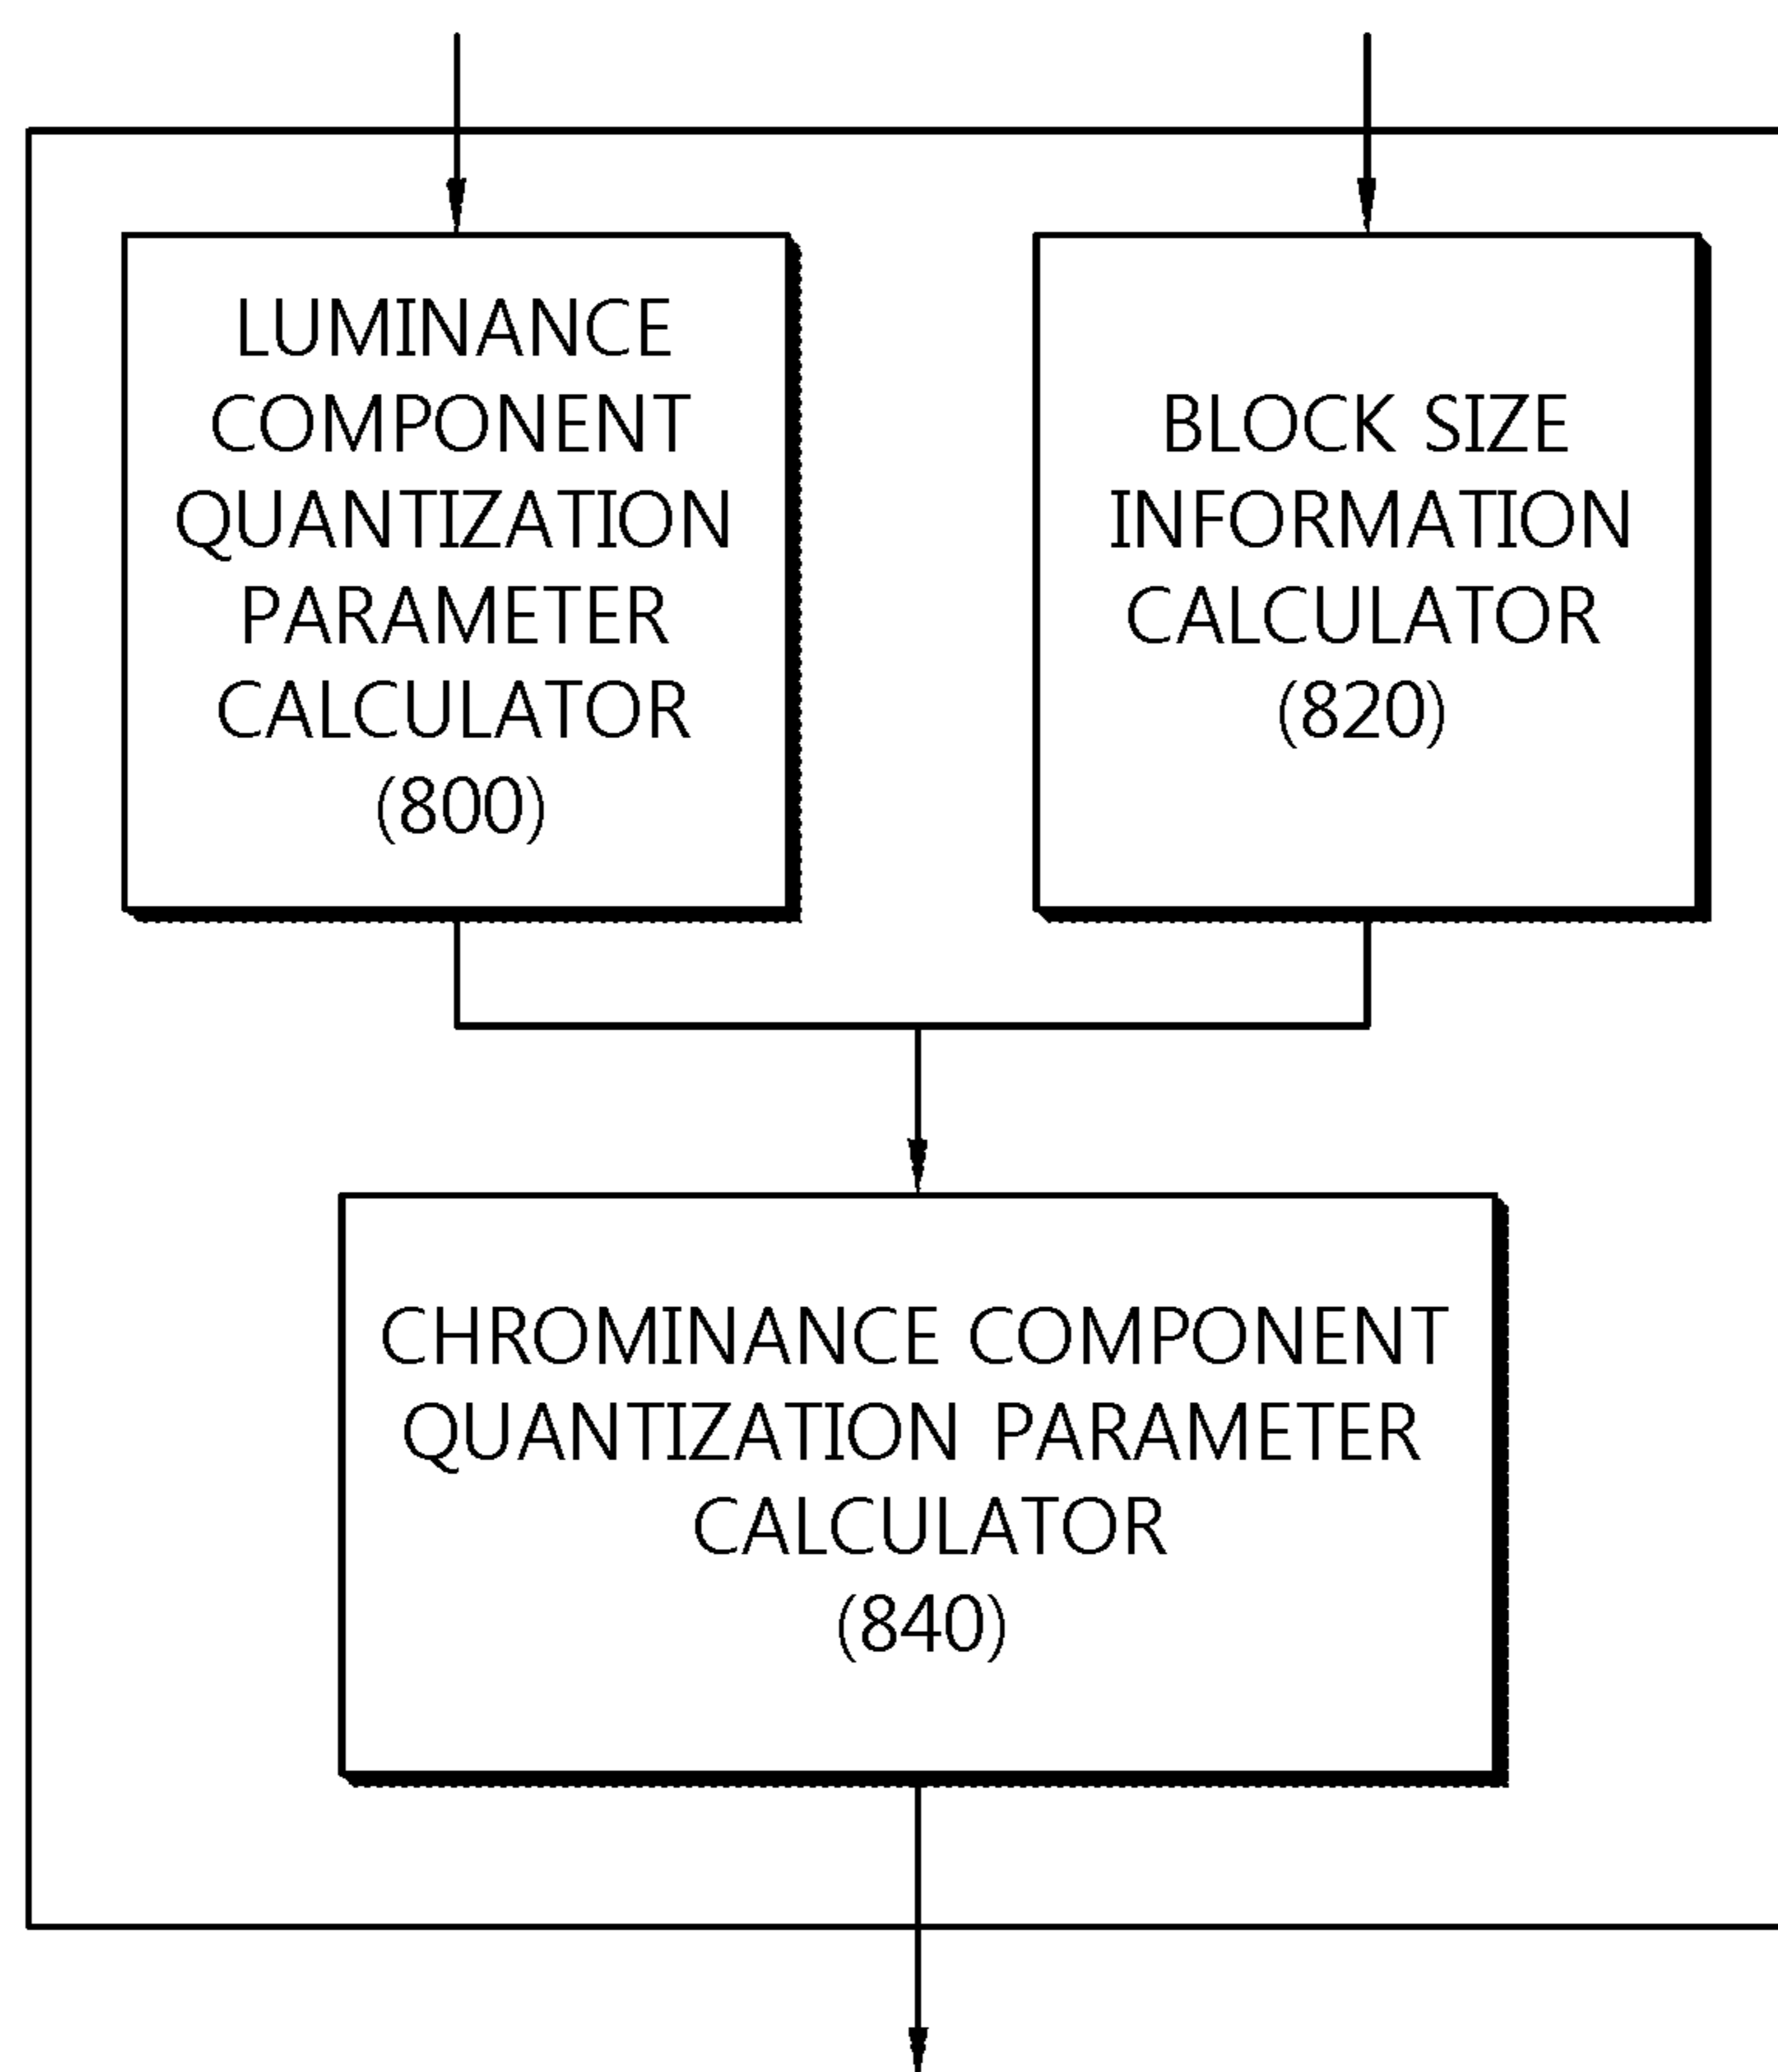 LUMINANCE
COMPONENT
QUANTIZATION
PARAMETER
CALCULATOR
(800)
BLOCK SIZE
INFORMATION
CALCULATOR
(820)
CHROMINANCE COMPONENT
QUANTIZATION PARAMETER
CALCULATOR
(840)